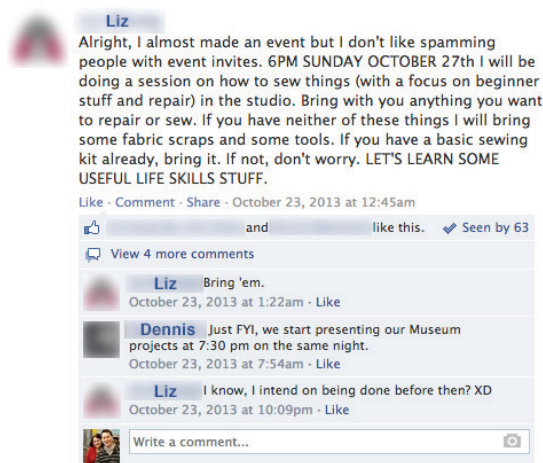 Liz
Alright, I almost made an event but I don't like spamming
people with event invites. 6PM SUNDAY OCTOBER 27th I will be
doing a session on how to sew things (with a focus on beginner
stuff and repair) in the studio. Bring with you anything you want
to repair or sew. If you have neither of these things I will bring
some fabric scraps and some tools. If you have a basic sewing
kit already, bring it. If not, don't worry. LET'S LEARN SOME
USEFUL LIFE SKILLS STUFF.
Like · Comment · Share · October 23, 2013 at 12:45am
and like this. Seen by 63
View 4 more comments
Liz Bring 'em.
October 23, 2013 at 1:22am · Like
Dennis Just FYI, we start presenting our Museum
projects at 7:30 pm on the same night.
October 23, 2013 at 7:54am · Like
Liz I know, I intend on being done before then? XD
October 23, 2013 at 10:09pm · Like
Write a comment...